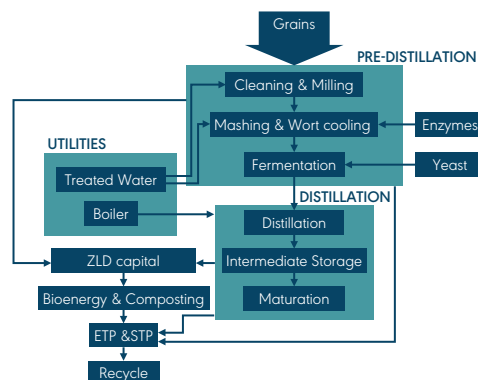 Grains
PRE-DISTILLATION
Cleaning & Milling
Mashing & Wort cooling
Enzymes
UTILITIES
Fermentation
Yeast
Treated Water
DISTILLATION
Boiler
Distillation
ZLD capital
Intermediate Storage
Bioenergy & Composting
Maturation
ETP &STP
Recycle